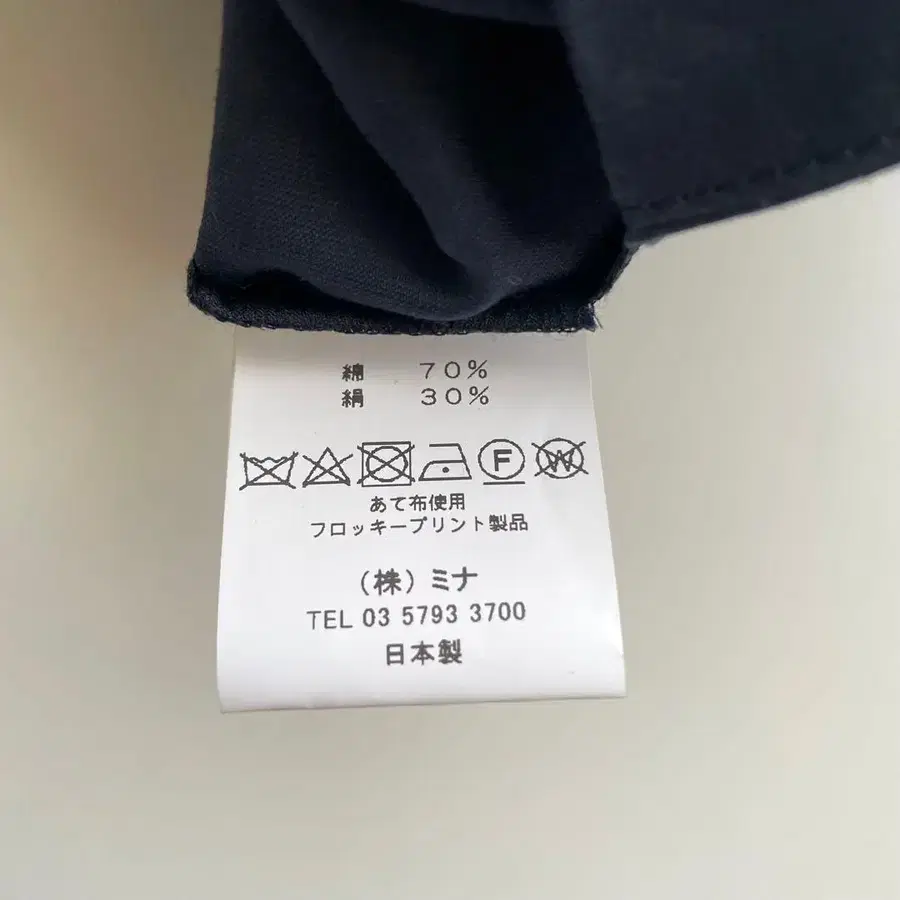 綿 70%
絹 30%
F W
あて布使用
フロッキープリント製品
(株)ミナ
TEL 03 5793 3700
日本製